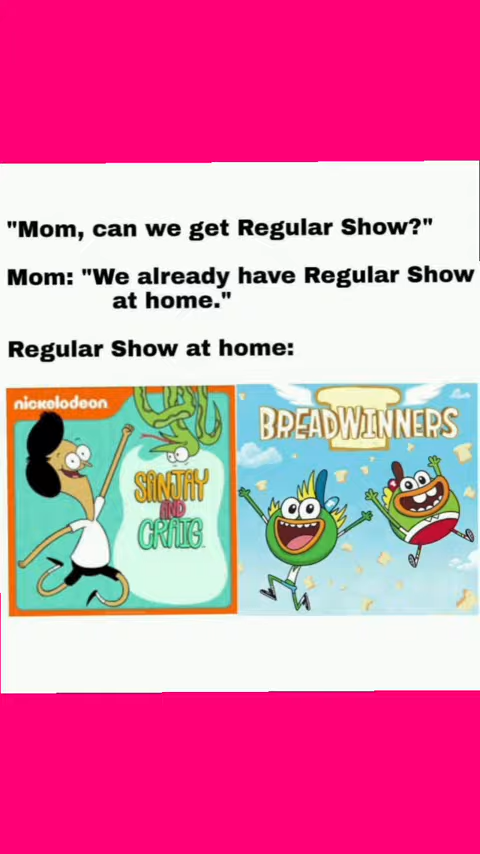 "Mom, can we get Regular Show?"
Mom: "We already have Regular Show
at home."
Regular Show at home:
nickelodeon
SANJAY
AND
CRAIG
BREADWINNERS